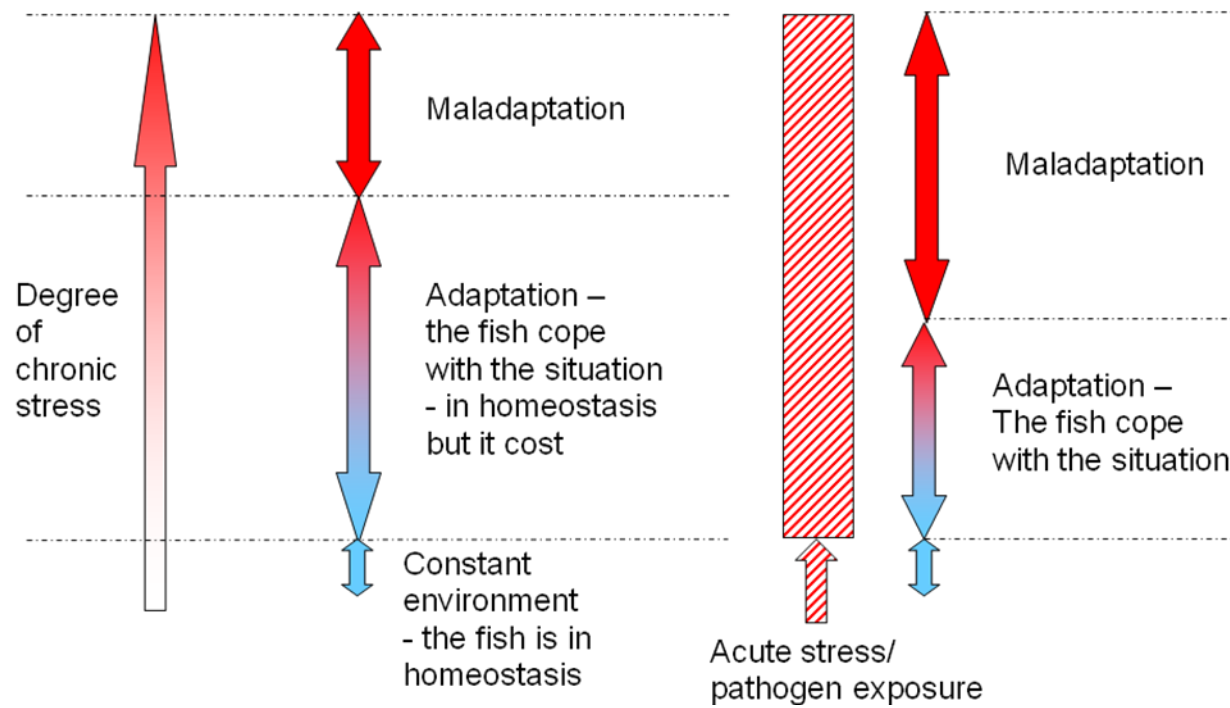 Degree
of
chronic
stress
Maladaptation
Adaptation –
the fish cope
with the situation
- in homeostasis
but it cost
Constant
environment
- the fish is in
homeostasis
Acute stress/
pathogen exposure
Maladaptation
Adaptation –
The fish cope
with the situation